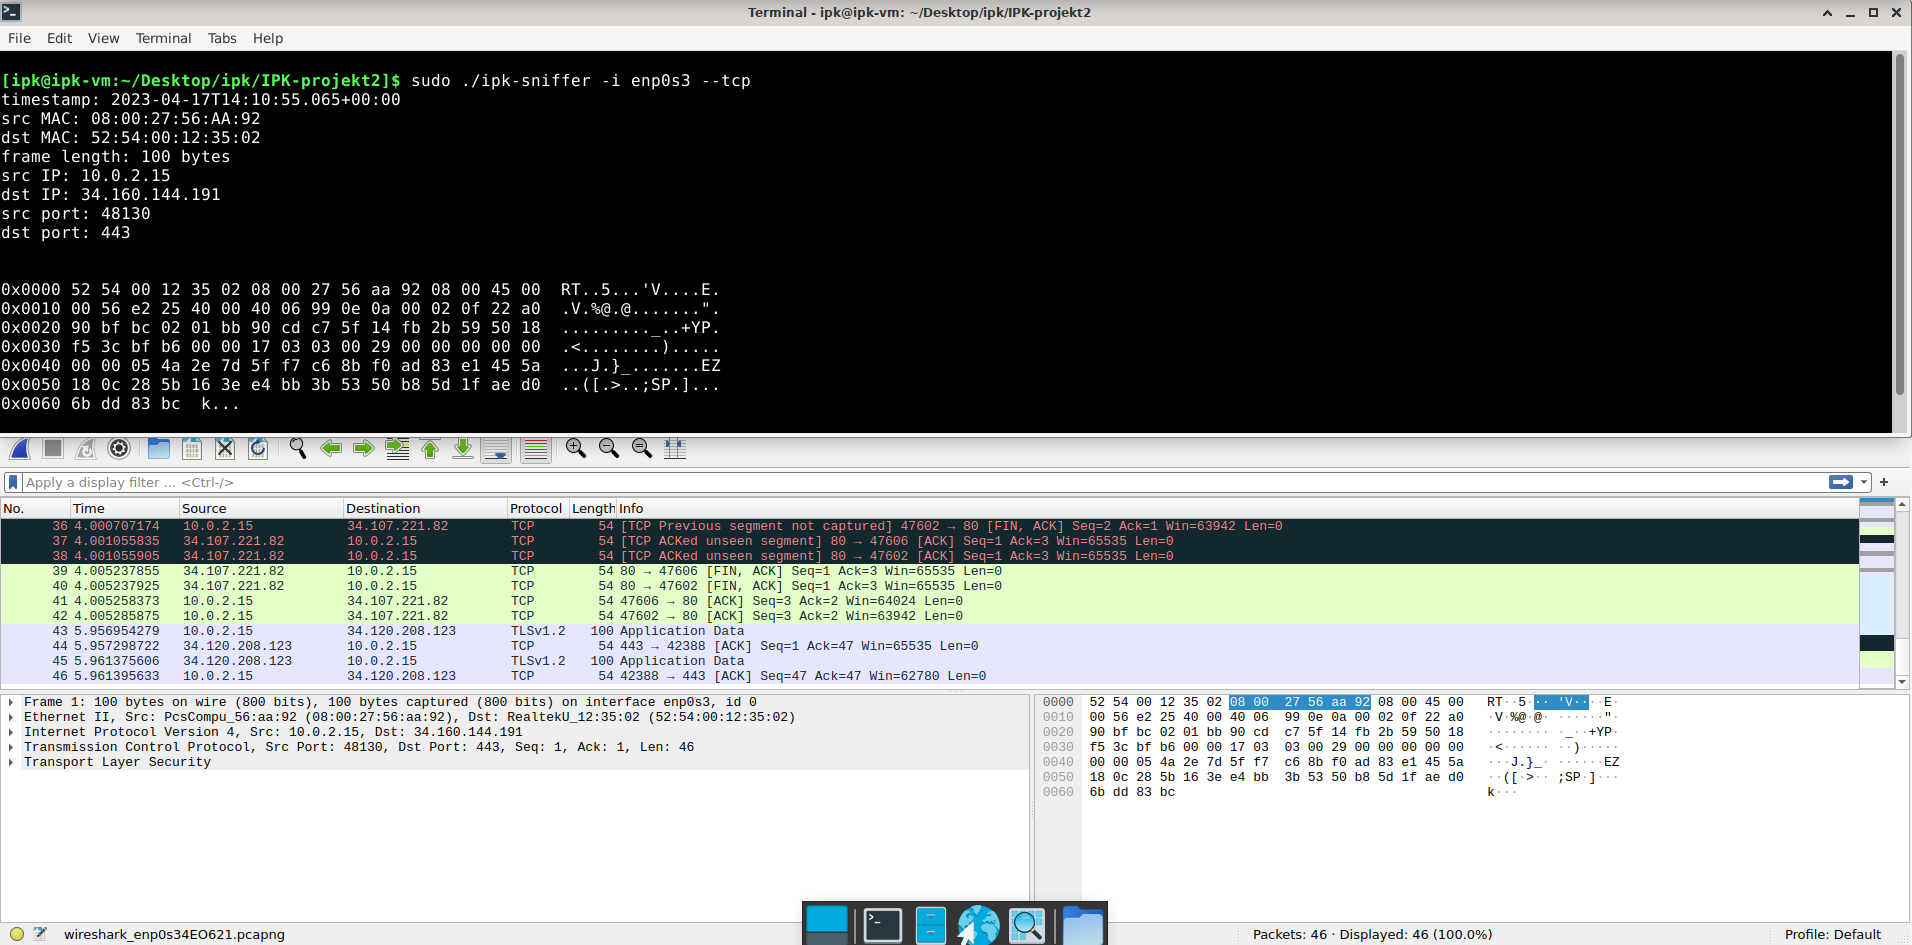 Terminal - ipk@ipk-vm: ~/Desktop/ipk/IPK-projekt2
File Edit View Terminal Tabs Help
[ipk@ipk-vm:~/Desktop/ipk/IPK-projekt2]$ sudo ./ipk-sniffer -i enp0s3 --tcp
timestamp: 2023-04-17T14:10:55.065+00:00
src MAC: 08:00:27:56:AA:92
dst MAC: 52:54:00:12:35:02
frame length: 100 bytes
src IP: 10.0.2.15
dst IP: 34.160.144.191
src port: 48130
dst port: 443
0x0000 52 54 00 12 35 02 08 00 27 56 aa 92 08 00 45 00  RT..5...'V....E.
0x0010 00 56 e2 25 40 00 40 06 99 0e 0a 00 02 0f 22 a0  .V.%@.@.......".
0x0020 90 bf bc 02 01 bb 90 cd c7 5f 14 fb 2b 59 50 18  ........._..+YP.
0x0030 f5 3c bf b6 00 00 17 03 03 00 29 00 00 00 00 00  .<........).....
0x0040 00 00 05 4a 2e 7d 5f f7 c6 8b f0 ad 83 e1 45 5a  ...J.}_.......EZ
0x0050 18 0c 28 5b 16 3e e4 bb 3b 53 50 b8 5d 1f ae d0  ..([.>..;SP.]...
0x0060 6b dd 83 bc  k...
Apply a display filter ... <Ctrl-/>
No. Time Source Destination Protocol Length Info
36 4.000707174 10.0.2.15 34.107.221.82 TCP 54 [TCP Previous segment not captured] 47602 → 80 [FIN, ACK] Seq=2 Ack=1 Win=63942 Len=0
37 4.001055835 34.107.221.82 10.0.2.15 TCP 54 [TCP ACKed unseen segment] 80 → 47606 [ACK] Seq=1 Ack=3 Win=65535 Len=0
38 4.001055905 34.107.221.82 10.0.2.15 TCP 54 [TCP ACKed unseen segment] 80 → 47602 [ACK] Seq=1 Ack=3 Win=65535 Len=0
39 4.005237855 34.107.221.82 10.0.2.15 TCP 54 80 → 47606 [FIN, ACK] Seq=1 Ack=3 Win=65535 Len=0
40 4.005237925 34.107.221.82 10.0.2.15 TCP 54 80 → 47602 [FIN, ACK] Seq=1 Ack=3 Win=65535 Len=0
41 4.005258373 10.0.2.15 34.107.221.82 TCP 54 47606 → 80 [ACK] Seq=3 Ack=2 Win=64024 Len=0
42 4.005285875 10.0.2.15 34.107.221.82 TCP 54 47602 → 80 [ACK] Seq=3 Ack=2 Win=63942 Len=0
43 5.956954279 10.0.2.15 34.120.208.123 TLSv1.2 100 Application Data
44 5.957298722 34.120.208.123 10.0.2.15 TCP 54 443 → 42388 [ACK] Seq=1 Ack=47 Win=65535 Len=0
45 5.961375606 34.120.208.123 10.0.2.15 TLSv1.2 100 Application Data
46 5.961395633 10.0.2.15 34.120.208.123 TCP 54 42388 → 443 [ACK] Seq=47 Ack=47 Win=62780 Len=0
Frame 1: 100 bytes on wire (800 bits), 100 bytes captured (800 bits) on interface enp0s3, id 0
Ethernet II, Src: PcsCompu_56:aa:92 (08:00:27:56:aa:92), Dst: RealtekU_12:35:02 (52:54:00:12:35:02)
Internet Protocol Version 4, Src: 10.0.2.15, Dst: 34.160.144.191
Transmission Control Protocol, Src Port: 48130, Dst Port: 443, Seq: 1, Ack: 1, Len: 46
Transport Layer Security
0000 52 54 00 12 35 02 08 00 27 56 aa 92 08 00 45 00 RT··5··· 'V····E·
0010 00 56 e2 25 40 00 40 06 99 0e 0a 00 02 0f 22 a0 ·V·%@·@· ······"·
0020 90 bf bc 02 01 bb 90 cd c7 5f 14 fb 2b 59 50 18 ········ ·_··+YP·
0030 f5 3c bf b6 00 00 17 03 03 00 29 00 00 00 00 00 ·<······ ··)·····
0040 00 00 05 4a 2e 7d 5f f7 c6 8b f0 ad 83 e1 45 5a ···J.}_· ······EZ
0050 18 0c 28 5b 16 3e e4 bb 3b 53 50 b8 5d 1f ae d0 ··([·>·· ;SP·]···
0060 6b dd 83 bc k···
wireshark_enp0s34EO621.pcapng
Packets: 46 · Displayed: 46 (100.0%)
Profile: Default